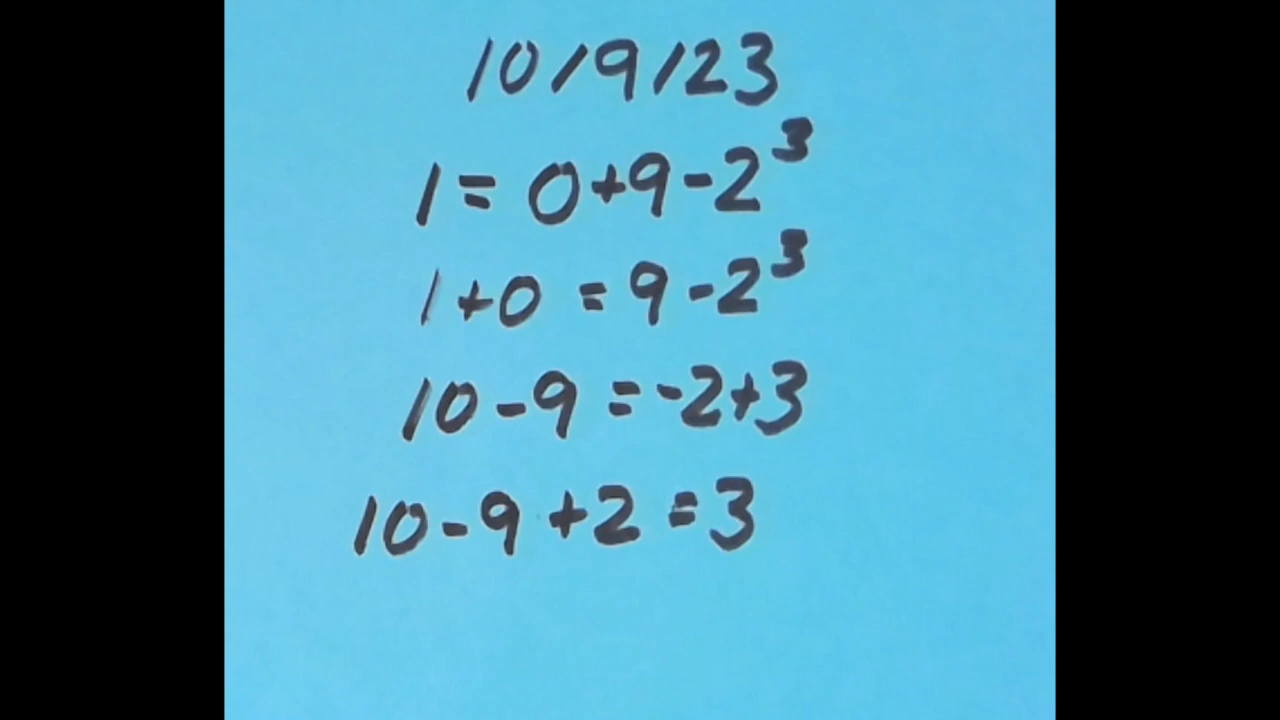 10/9/23
1 = 0+9-2³
1+0 = 9-2³
10-9 = -2+3
10-9+2 = 3